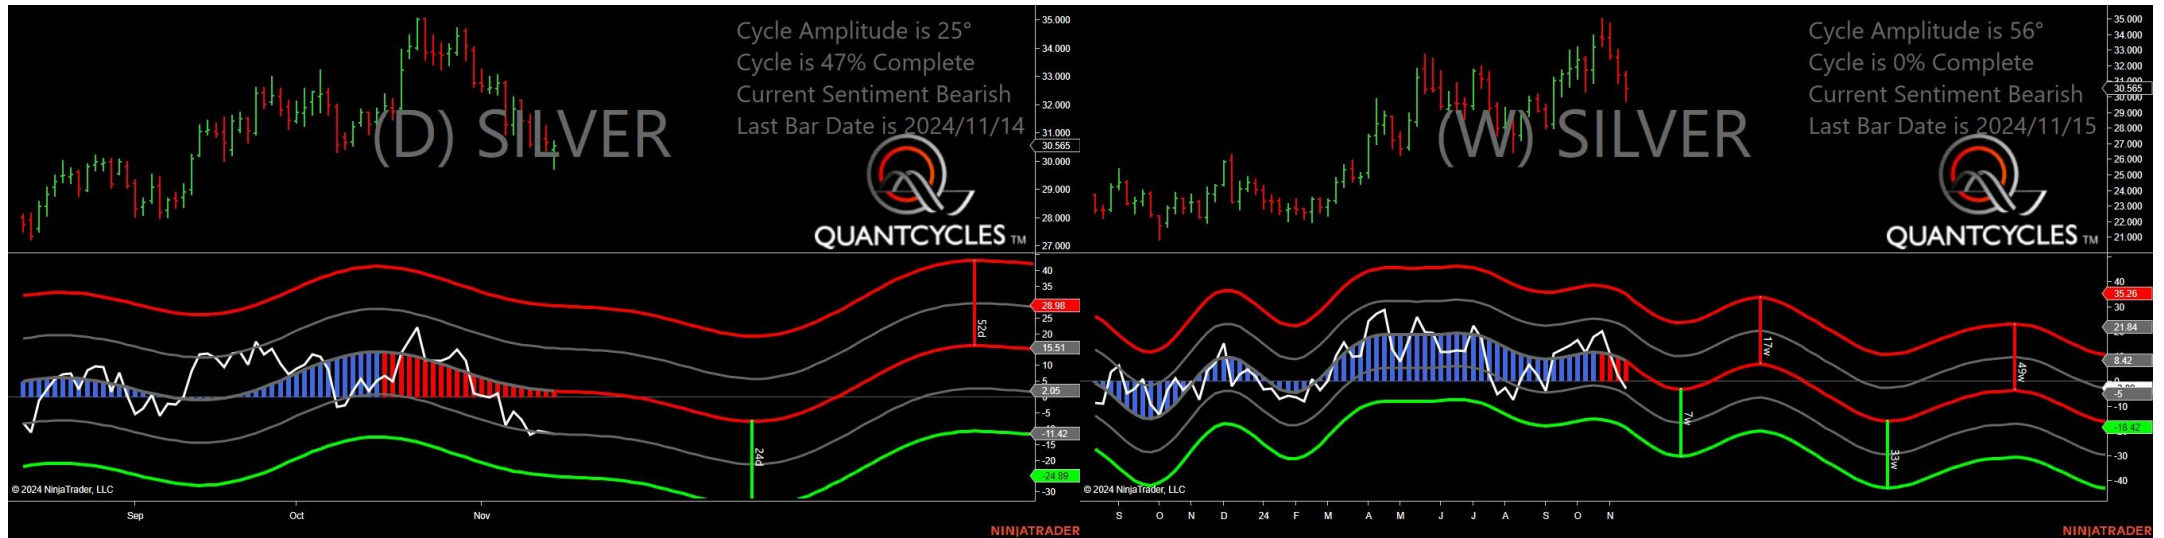 Cycle Amplitude is 25°
Cycle is 47% Complete
Current Sentiment Bearish
Last Bar Date is 2024/11/14
(D) SILVER
QUANTCYCLES TM
35.000
34.000
33.000
32.000
31.000
30.565
30.000
29.000
28.000
27.000
40
35
28.98
25
20
15.51
10
5
2.05
0
-5
-11.42
-15
-20
-24.89
-30
52d
24d
© 2024 NinjaTrader, LLC
Sep
Oct
Nov
NINJATRADER
Cycle Amplitude is 56°
Cycle is 0% Complete
Current Sentiment Bearish
Last Bar Date is 2024/11/15
(W) SILVER
QUANTCYCLES TM
35.000
34.000
33.000
32.000
31.000
30.565
30.000
29.000
28.000
27.000
26.000
25.000
24.000
23.000
22.000
21.000
40
35.26
30
21.84
8.42
0
-5
-10
-18.42
-30
-40
17w
49w
7w
33w
© 2024 NinjaTrader, LLC
S
O
N
D
24
F
M
A
M
J
J
A
S
O
N
NINJATRADER